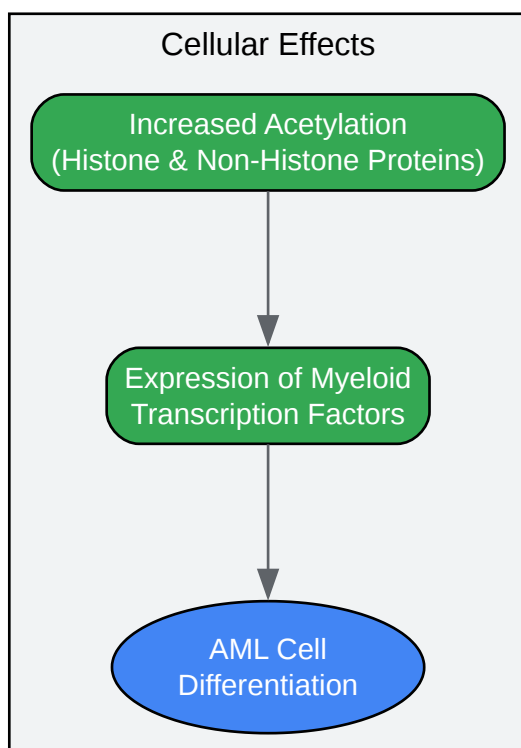 Cellular Effects
Increased Acetylation
(Histone & Non-Histone Proteins)
Expression of Myeloid
Transcription Factors
AML Cell
Differentiation